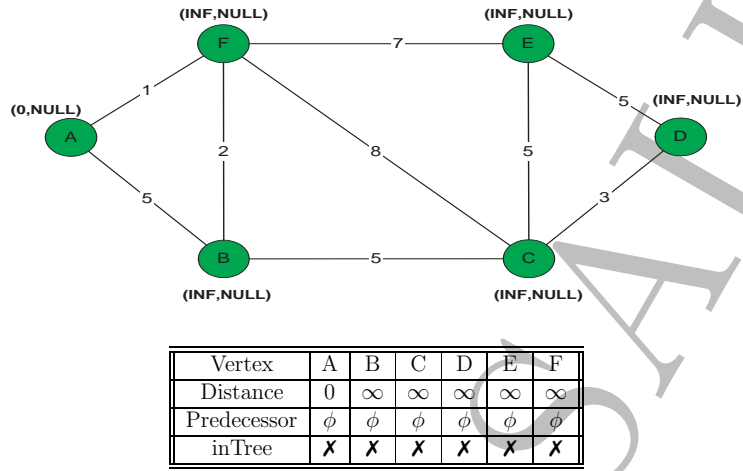 (INF,NULL) (INF,NULL)
F 7 E
1 5 (INF,NULL)
(0,NULL)
A 2 8 5 D
5 3
B 5 C
(INF,NULL) (INF,NULL)
Vertex A B C D E F
Distance 0 ∞ ∞ ∞ ∞ ∞
Predecessor ϕ ϕ ϕ ϕ ϕ ϕ
inTree ✗ ✗ ✗ ✗ ✗ ✗
SAI